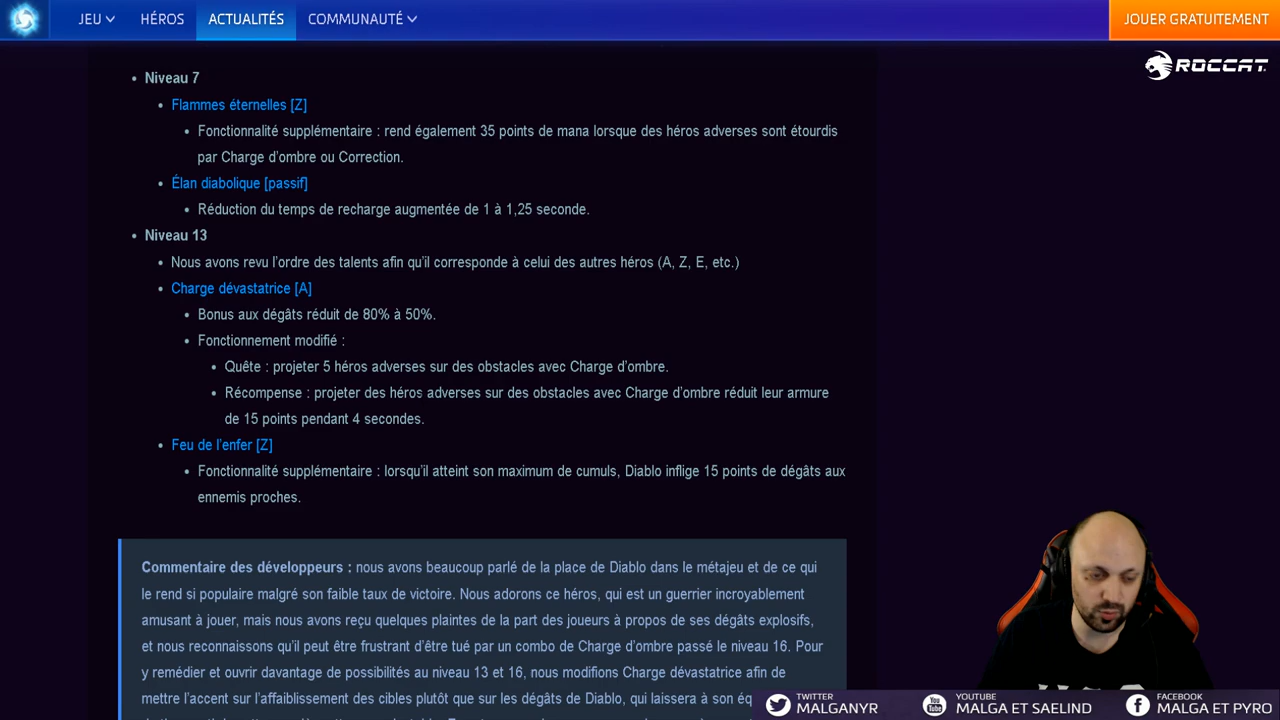 JEU HÉROS ACTUALITÉS COMMUNAUTÉ JOUER GRATUITEMENT
ROCCAT
• Niveau 7
• Flammes éternelles [Z]
• Fonctionnalité supplémentaire : rend également 35 points de mana lorsque des héros adverses sont étourdis
par Charge d'ombre ou Correction.
• Élan diabolique [passif]
• Réduction du temps de recharge augmentée de 1 à 1,25 seconde.
• Niveau 13
• Nous avons revu l'ordre des talents afin qu'il corresponde à celui des autres héros (A, Z, E, etc.)
• Charge dévastatrice [A]
• Bonus aux dégâts réduit de 80% à 50%.
• Fonctionnement modifié :
• Quête : projeter 5 héros adverses sur des obstacles avec Charge d'ombre.
• Récompense : projeter des héros adverses sur des obstacles avec Charge d'ombre réduit leur armure
de 15 points pendant 4 secondes.
• Feu de l'enfer [Z]
• Fonctionnalité supplémentaire : lorsqu'il atteint son maximum de cumuls, Diablo inflige 15 points de dégâts aux
ennemis proches.
Commentaire des développeurs : nous avons beaucoup parlé de la place de Diablo dans le métajeu et de ce qui
le rend si populaire malgré son faible taux de victoire. Nous adorons ce héros, qui est un guerrier incroyablement
amusant à jouer, mais nous avons reçu quelques plaintes de la part des joueurs à propos de ses dégâts explosifs,
et nous reconnaissons qu'il peut être frustrant d'être tué par un combo de Charge d'ombre passé le niveau 16. Pour
y remédier et ouvrir davantage de possibilités au niveau 13 et 16, nous modifions Charge dévastatrice afin de
mettre l'accent sur l'affaiblissement des cibles plutôt que sur les dégâts de Diablo, qui laissera à son éq
TWITTER
MALGANYR
YOUTUBE
MALGA ET SAELIND
FACEBOOK
MALGA ET PYRO